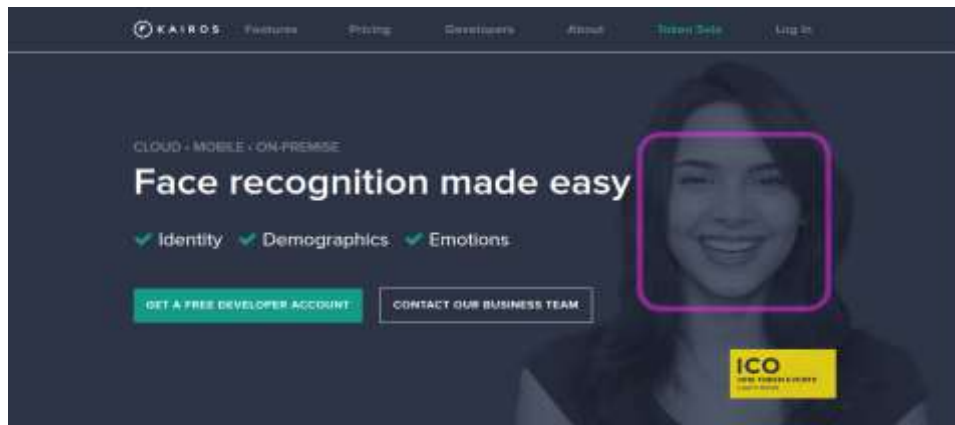 KAIROS Features Pricing Developers About Token Sale Log In
CLOUD • MOBILE • ON-PREMISE
Face recognition made easy
✓ Identity ✓ Demographics ✓ Emotions
GET A FREE DEVELOPER ACCOUNT CONTACT OUR BUSINESS TEAM
ICO